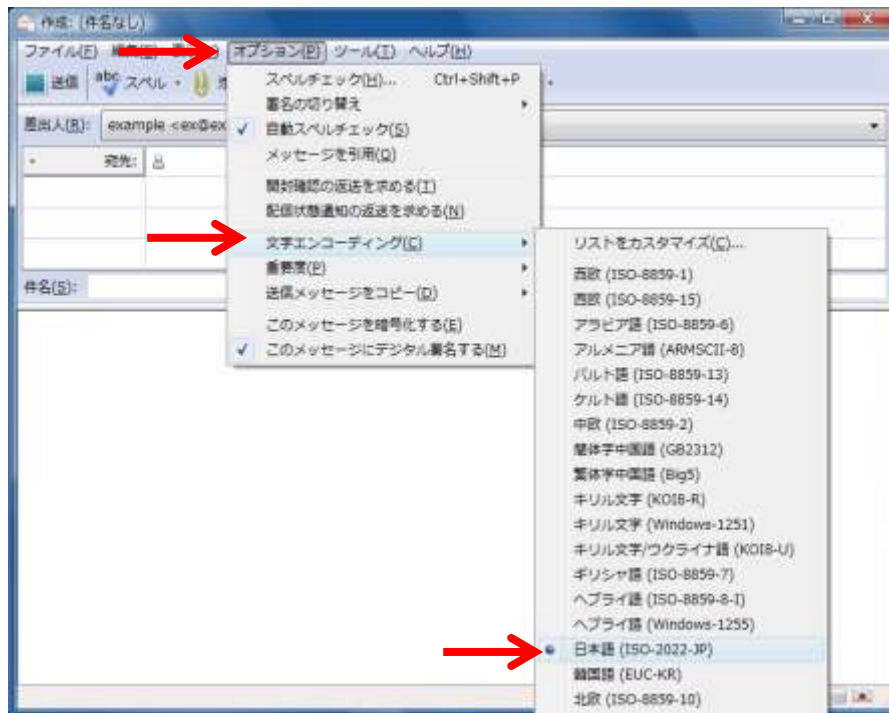 作成: (件名なし)
ファイル(F) オプション(P) ツール(T) ヘルプ(H)
送信 abc スペル
差出人(R): example <ex@ex
宛先:
件名(S):
スペルチェック(H)... Ctrl+Shift+P
署名の切り替え
自動スペルチェック(S)
メッセージを引用(Q)
開封確認の返送を求める(T)
配信状態通知の返送を求める(N)
文字エンコーディング(C)
重要度(P)
送信メッセージをコピー(D)
このメッセージを暗号化する(E)
このメッセージにデジタル署名する(M)
リストをカスタマイズ(C)...
西欧 (ISO-8859-1)
西欧 (ISO-8859-15)
アラビア語 (ISO-8859-6)
アルメニア語 (ARMSCII-8)
バルト語 (ISO-8859-13)
ケルト語 (ISO-8859-14)
中欧 (ISO-8859-2)
簡体字中国語 (GB2312)
繁体字中国語 (Big5)
キリル文字 (KOI8-R)
キリル文字 (Windows-1251)
キリル文字/ウクライナ語 (KOI8-U)
ギリシャ語 (ISO-8859-7)
ヘブライ語 (ISO-8859-8-I)
ヘブライ語 (Windows-1255)
日本語 (ISO-2022-JP)
韓国語 (EUC-KR)
北欧 (ISO-8859-10)